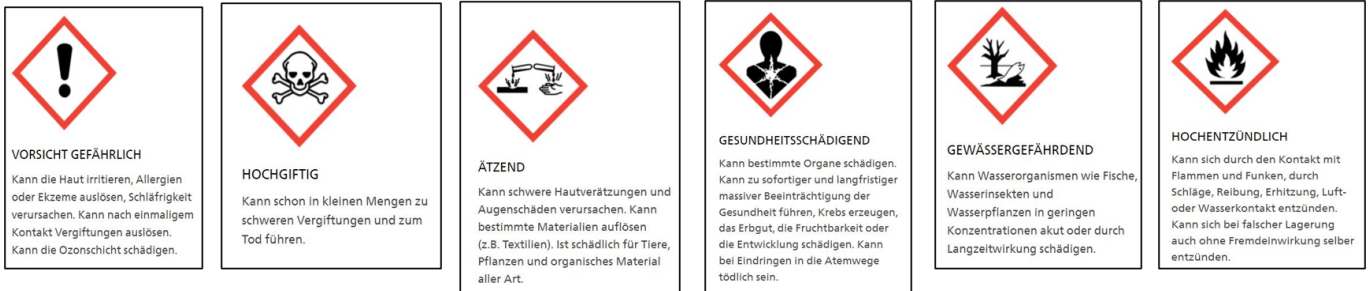 VORSICHT GEFÄHRLICH
Kann die Haut irritieren, Allergien
oder Ekzeme auslösen, Schläfrigkeit
verursachen. Kann nach einmaligem
Kontakt Vergiftungen auslösen.
Kann die Ozonschicht schädigen.
HOCHGIFTIG
Kann schon in kleinen Mengen zu
schweren Vergiftungen und zum
Tod führen.
ÄTZEND
Kann schwere Hautverätzungen und
Augenschäden verursachen. Kann
bestimmte Materialien auflösen
(z.B. Textilien). Ist schädlich für Tiere,
Pflanzen und organisches Material
aller Art.
GESUNDHEITSSCHÄDIGEND
Kann bestimmte Organe schädigen.
Kann zu sofortiger und langfristiger
massiver Beeinträchtigung der
Gesundheit führen, Krebs erzeugen,
das Erbgut, die Fruchtbarkeit oder
die Entwicklung schädigen. Kann
bei Eindringen in die Atemwege
tödlich sein.
GEWÄSSERGEFÄHRDEND
Kann Wasserorganismen wie Fische,
Wasserinsekten und
Wasserpflanzen in geringen
Konzentrationen akut oder durch
Langzeitwirkung schädigen.
HOCHENTZÜNDLICH
Kann sich durch den Kontakt mit
Flammen und Funken, durch
Schläge, Reibung, Erhitzung, Luft-
oder Wasserkontakt entzünden.
Kann sich bei falscher Lagerung
auch ohne Fremdeinwirkung selber
entzünden.